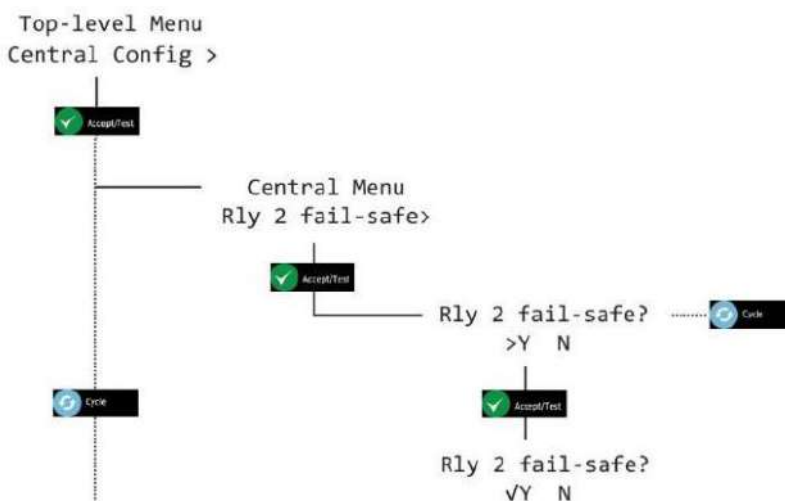 Top-level Menu
Central Config >
Accept/Test
Central Menu
Rly 2 fail-safe>
Accept/Test
Rly 2 fail-safe?
>Y N
Cycle
Cycle
Accept/Test
Rly 2 fail-safe?
√Y N